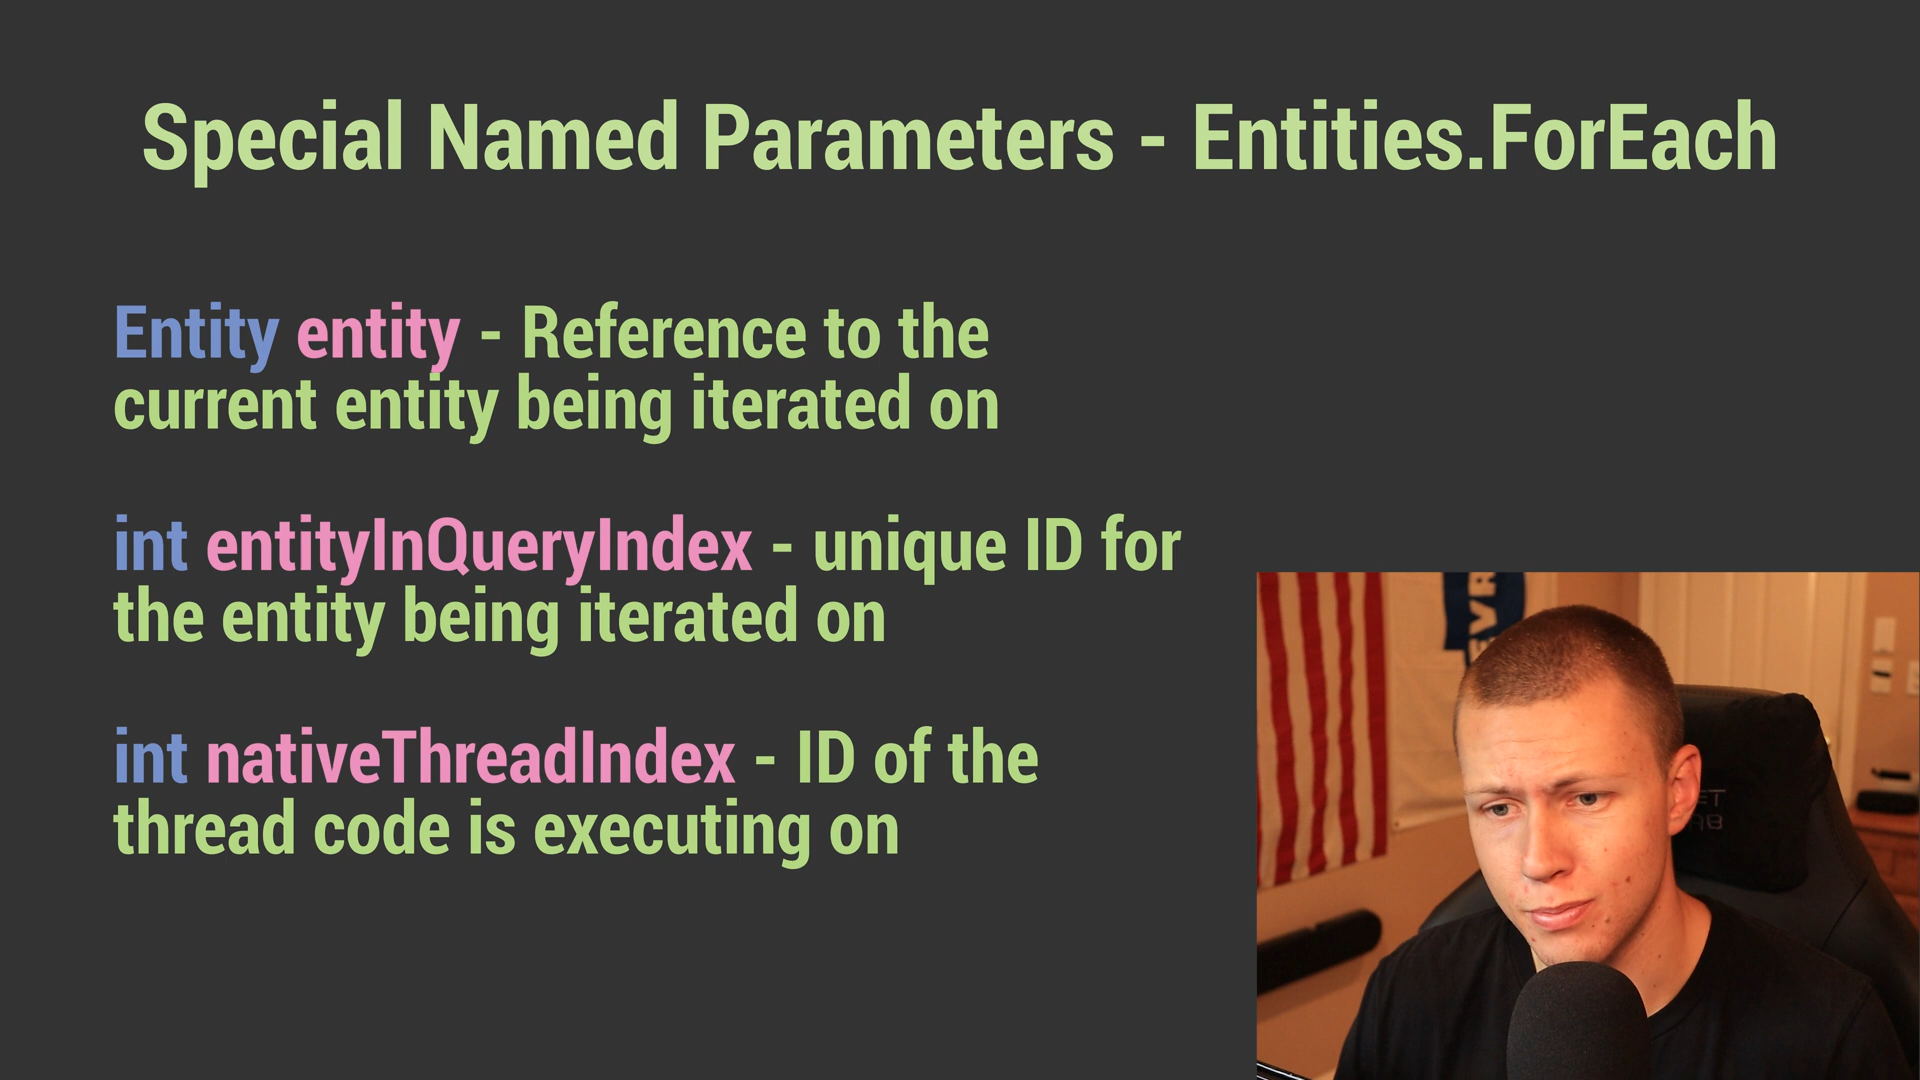 Special Named Parameters - Entities.ForEach
Entity entity - Reference to the
current entity being iterated on
int entityInQueryIndex - unique ID for
the entity being iterated on
int nativeThreadIndex - ID of the
thread code is executing on